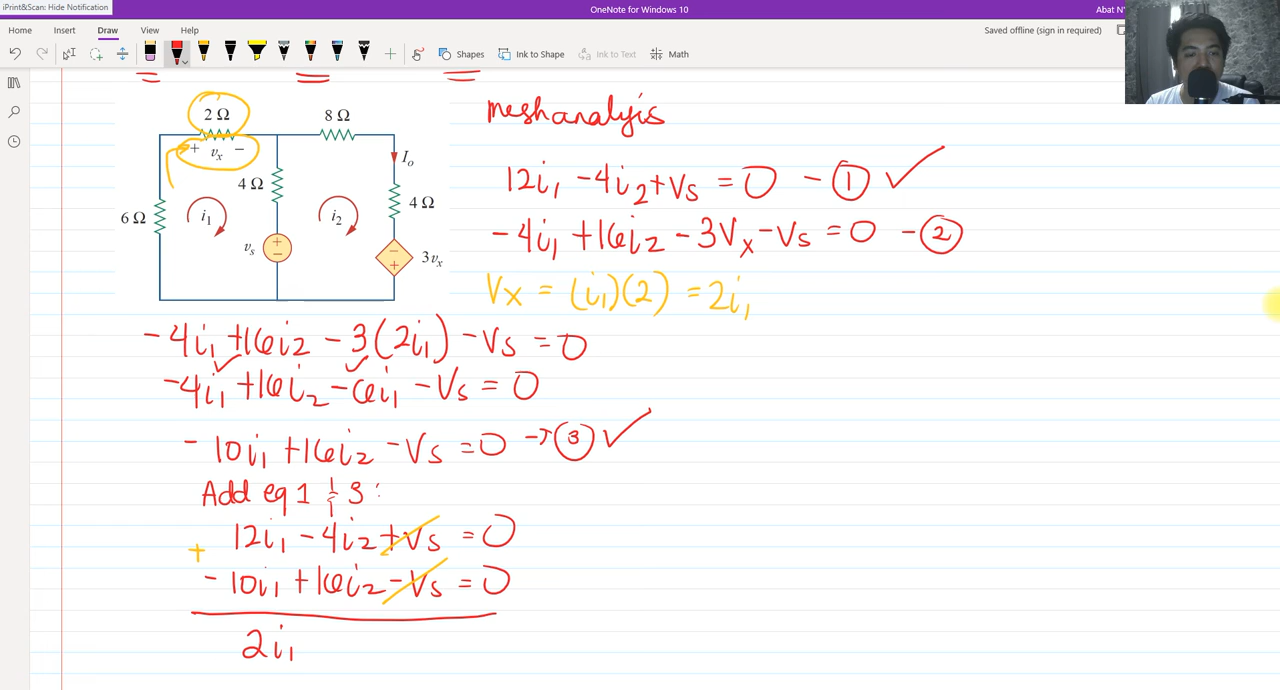 iPrint&Scan: Hide Notification
OneNote for Windows 10
Abat N
Home Insert Draw View Help
Saved offline (sign in required)
Shapes Ink to Shape Ink to Text Math
meshanalyis
2 Ω 8 Ω
+ vx −
Io
4 Ω 4 Ω
6 Ω i1 i2
vs + − − + 3vx
12i1 - 4i2 + Vs = 0 - ① ✓
- 4i1 + 16i2 - 3Vx - Vs = 0 - ②
Vx = (i1)(2) = 2i1
- 4i1 + 16i2 - 3(2i1) - Vs = 0
-4i1 + 16i2 - 6i1 - Vs = 0
- 10i1 + 16i2 - Vs = 0 → ③ ✓
Add eq 1 & 3 :
12i1 - 4i2 + Vs = 0
+
- 10i1 + 16i2 - Vs = 0
2i1